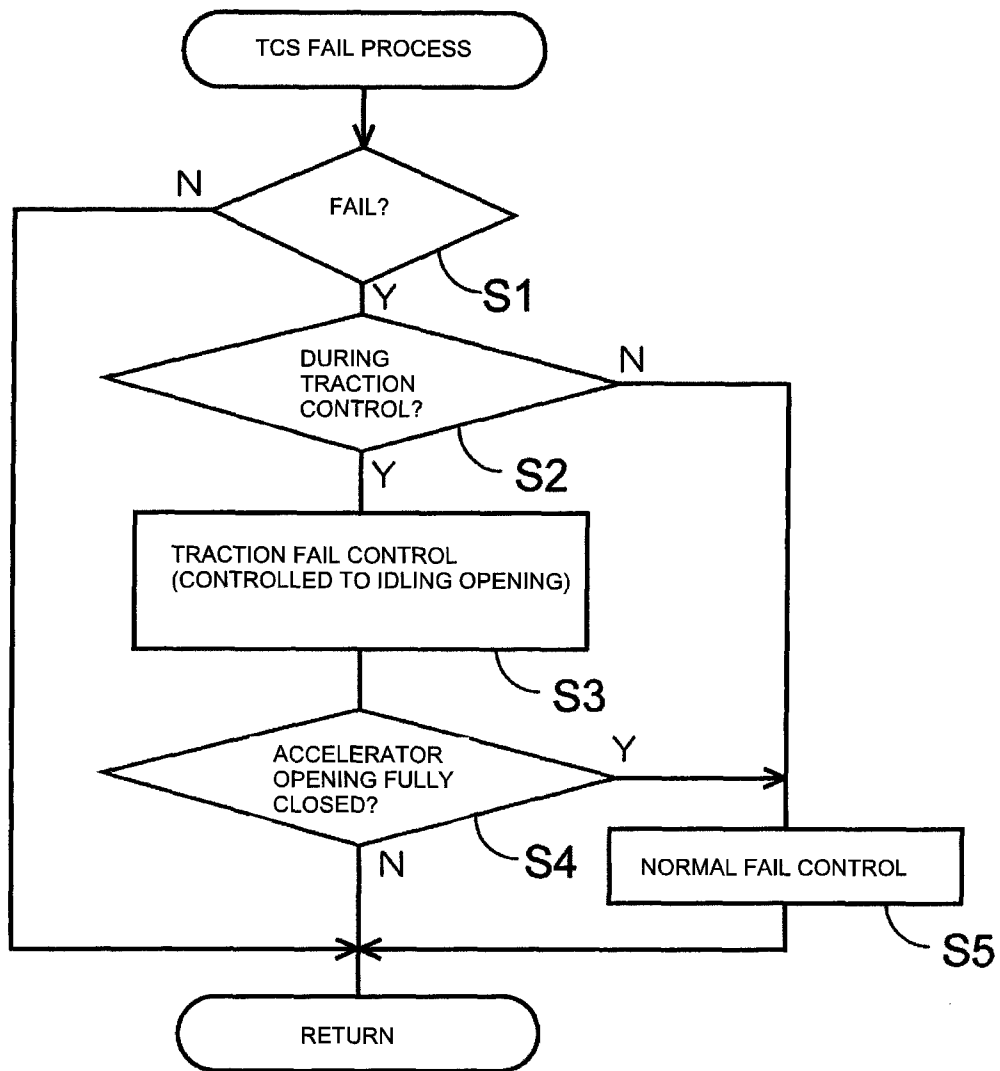 TCS FAIL PROCESS
N
FAIL?
S1
Y
DURING
TRACTION
CONTROL?
N
S2
Y
TRACTION FAIL CONTROL
(CONTROLLED TO IDLING OPENING)
S3
ACCELERATOR
OPENING FULLY
CLOSED?
Y
S4
N
NORMAL FAIL CONTROL
S5
RETURN